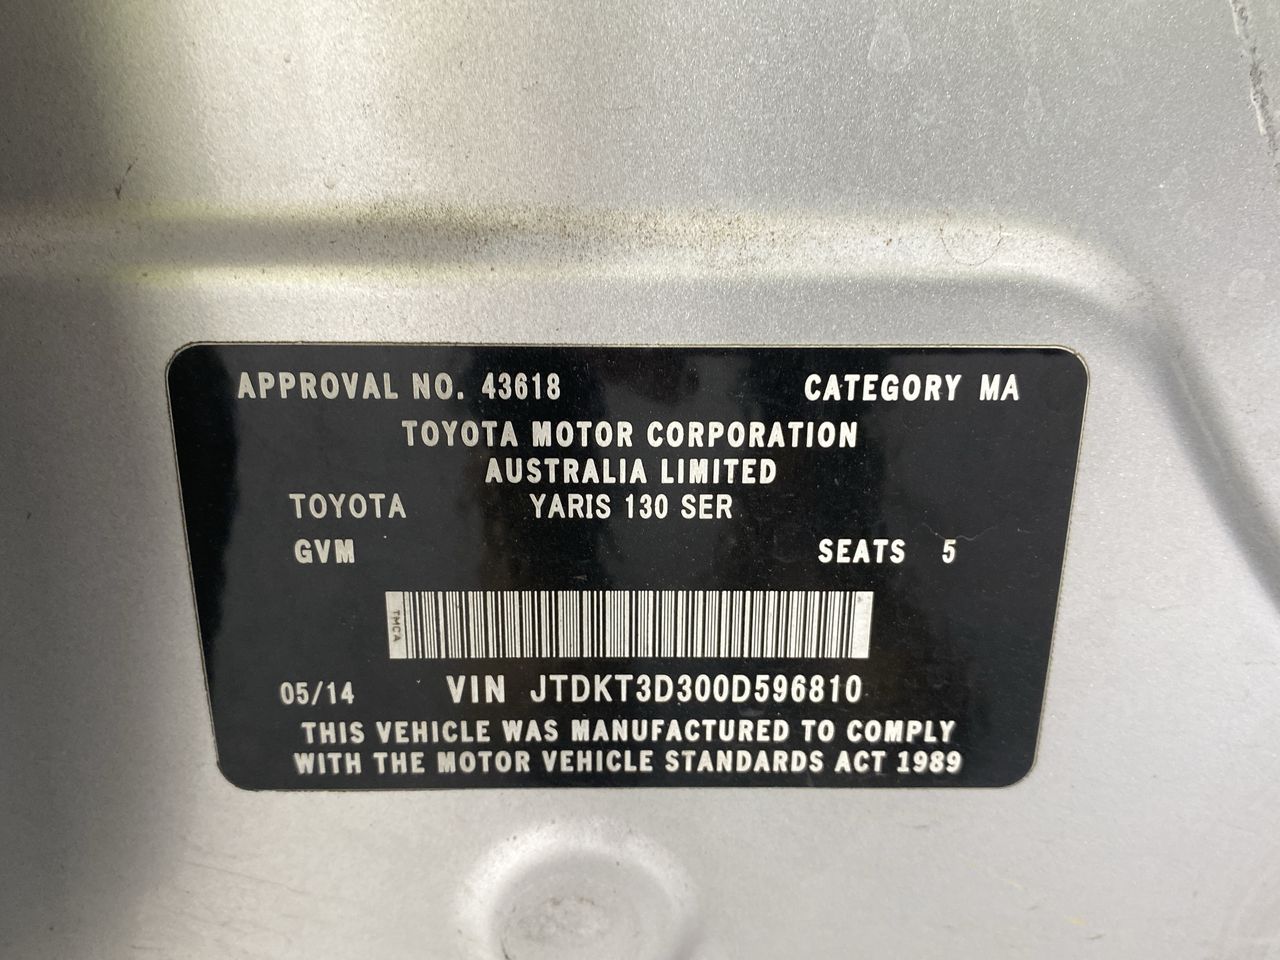 APPROVAL NO. 43618 CATEGORY MA
TOYOTA MOTOR CORPORATION
AUSTRALIA LIMITED
TOYOTA YARIS 130 SER
GVM SEATS 5
TMCA
05/14 VIN JTDKT3D300D596810
THIS VEHICLE WAS MANUFACTURED TO COMPLY
WITH THE MOTOR VEHICLE STANDARDS ACT 1989